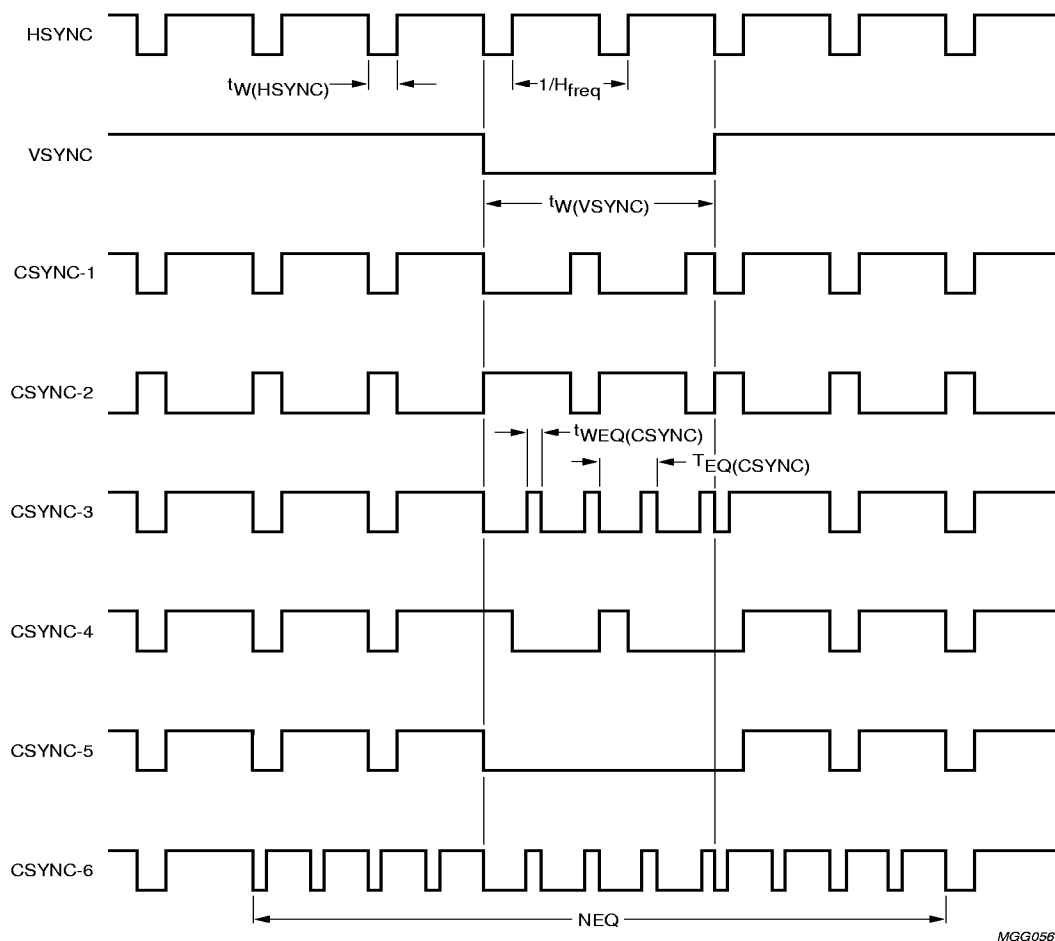 HSYNC
tW(HSYNC)
1/Hfreq
VSYNC
tW(VSYNC)
CSYNC-1
CSYNC-2
tWEQ(CSYNC)
TEQ(CSYNC)
CSYNC-3
CSYNC-4
CSYNC-5
CSYNC-6
NEQ
MGG056